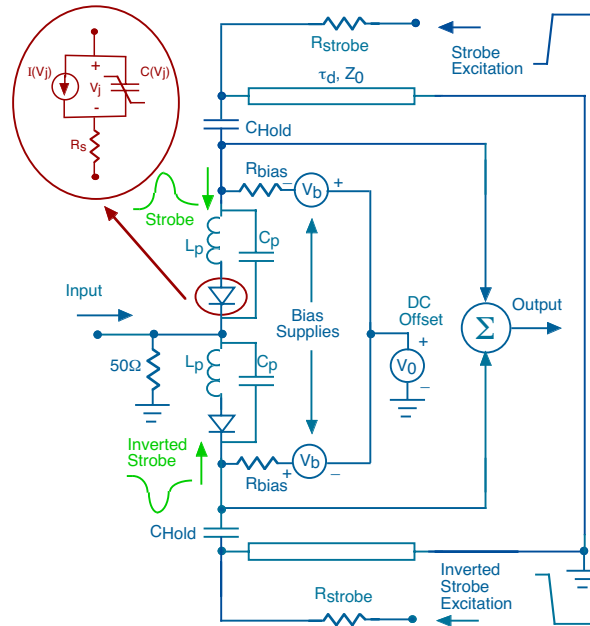 Rstrobe
Strobe
Excitation
τd, Z0
I(Vj)
+
Vj
-
C(Vj)
Rs
CHold
Rbias
−
Vb
+
Strobe
Lp
Cp
Input
Bias
Supplies
DC
Offset
+
V0
−
Σ
Output
50Ω
Lp
Cp
Inverted
Strobe
Rbias
+
Vb
−
CHold
Rstrobe
Inverted
Strobe
Excitation